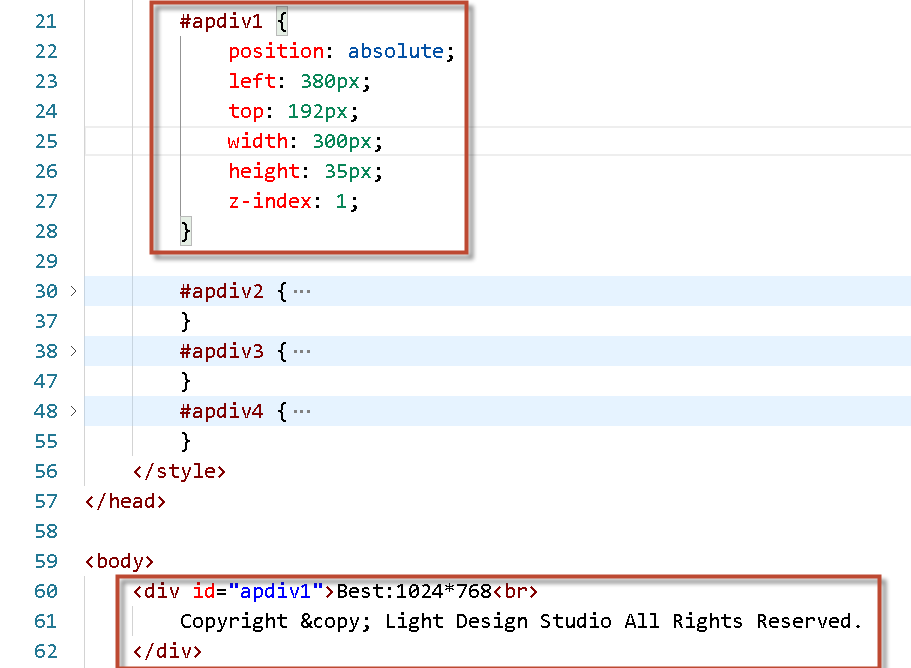 21 #apdiv1 {
22 position: absolute;
23 left: 380px;
24 top: 192px;
25 width: 300px;
26 height: 35px;
27 z-index: 1;
28 }
29
30 > #apdiv2 { ···
37 }
38 > #apdiv3 { ···
47 }
48 > #apdiv4 { ···
55 }
56 </style>
57 </head>
58
59 <body>
60 <div id="apdiv1">Best:1024*768<br>
61 Copyright &copy; Light Design Studio All Rights Reserved.
62 </div>